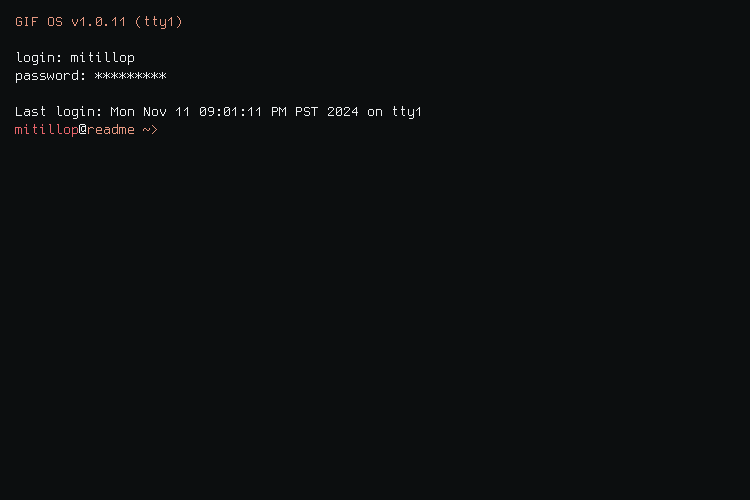 GIF OS v1.0.11 (tty1)
login: mitillop
password: *********
Last login: Mon Nov 11 09:01:11 PM PST 2024 on tty1
mitillop@readme ~>